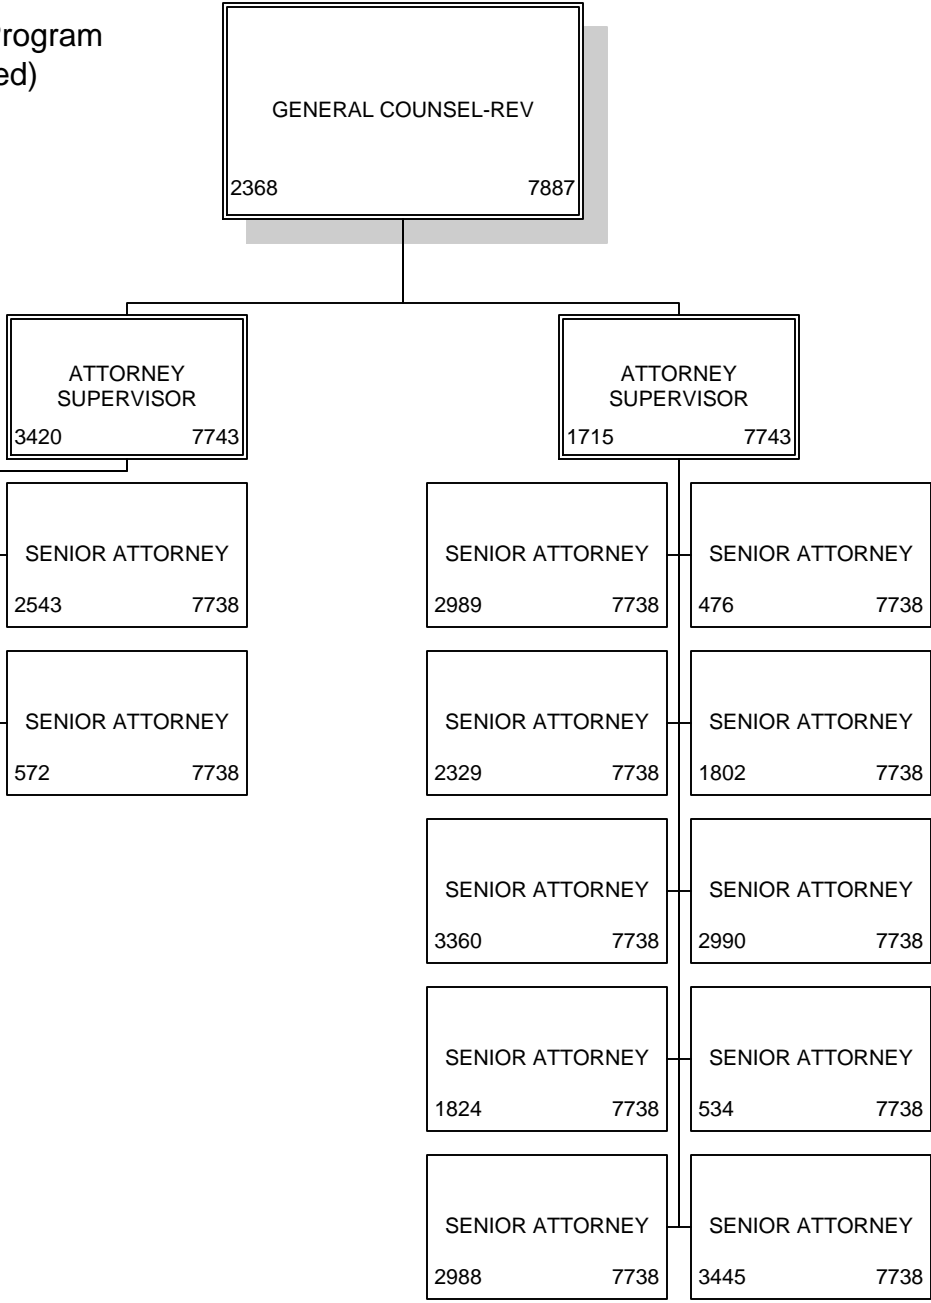 Program
ed)
GENERAL COUNSEL-REV
2368 7887
ATTORNEY
SUPERVISOR
3420 7743
ATTORNEY
SUPERVISOR
1715 7743
SENIOR ATTORNEY
2543 7738
SENIOR ATTORNEY
572 7738
SENIOR ATTORNEY
2989 7738
SENIOR ATTORNEY
476 7738
SENIOR ATTORNEY
2329 7738
SENIOR ATTORNEY
1802 7738
SENIOR ATTORNEY
3360 7738
SENIOR ATTORNEY
2990 7738
SENIOR ATTORNEY
1824 7738
SENIOR ATTORNEY
534 7738
SENIOR ATTORNEY
2988 7738
SENIOR ATTORNEY
3445 7738